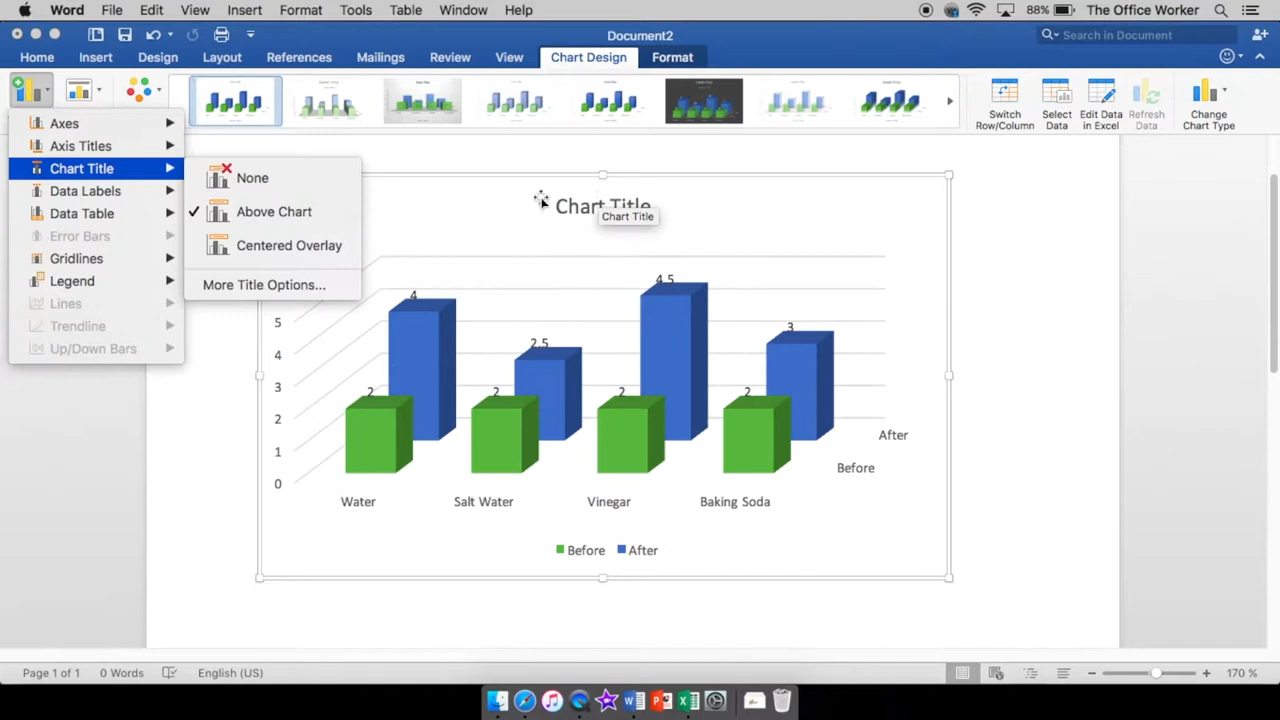 Word File Edit View Insert Format Tools Table Window Help 88% The Office Worker
Document2
Search in Document
Home Insert Design Layout References Mailings Review View Chart Design Format
Switch Row/Column
Select Data
Edit Data in Excel
Refresh Data
Change Chart Type
Axes
Axis Titles
Chart Title
Data Labels
Data Table
Error Bars
Gridlines
Legend
Lines
Trendline
Up/Down Bars
None
Above Chart
Centered Overlay
More Title Options...
Chart Title
Chart Title
4.5
4
5
3
2.5
4
3
2 2 2 2
2
After
1
Before
0
Water Salt Water Vinegar Baking Soda
Before After
Page 1 of 1 0 Words English (US) 170 %